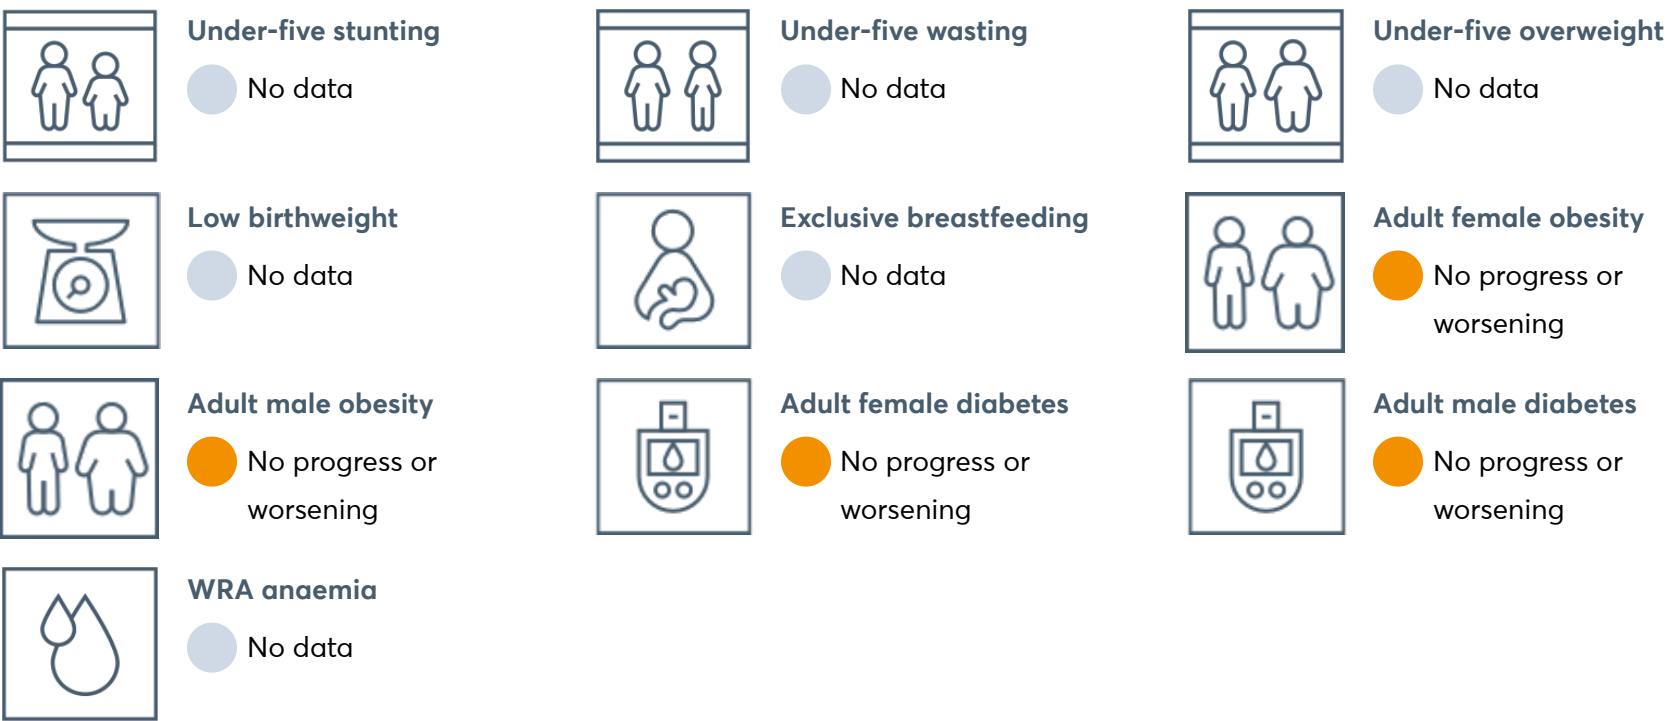 Under-five stunting
No data
Under-five wasting
No data
Under-five overweight
No data
Low birthweight
No data
Exclusive breastfeeding
No data
Adult female obesity
No progress or
worsening
Adult male obesity
No progress or
worsening
Adult female diabetes
No progress or
worsening
Adult male diabetes
No progress or
worsening
WRA anaemia
No data